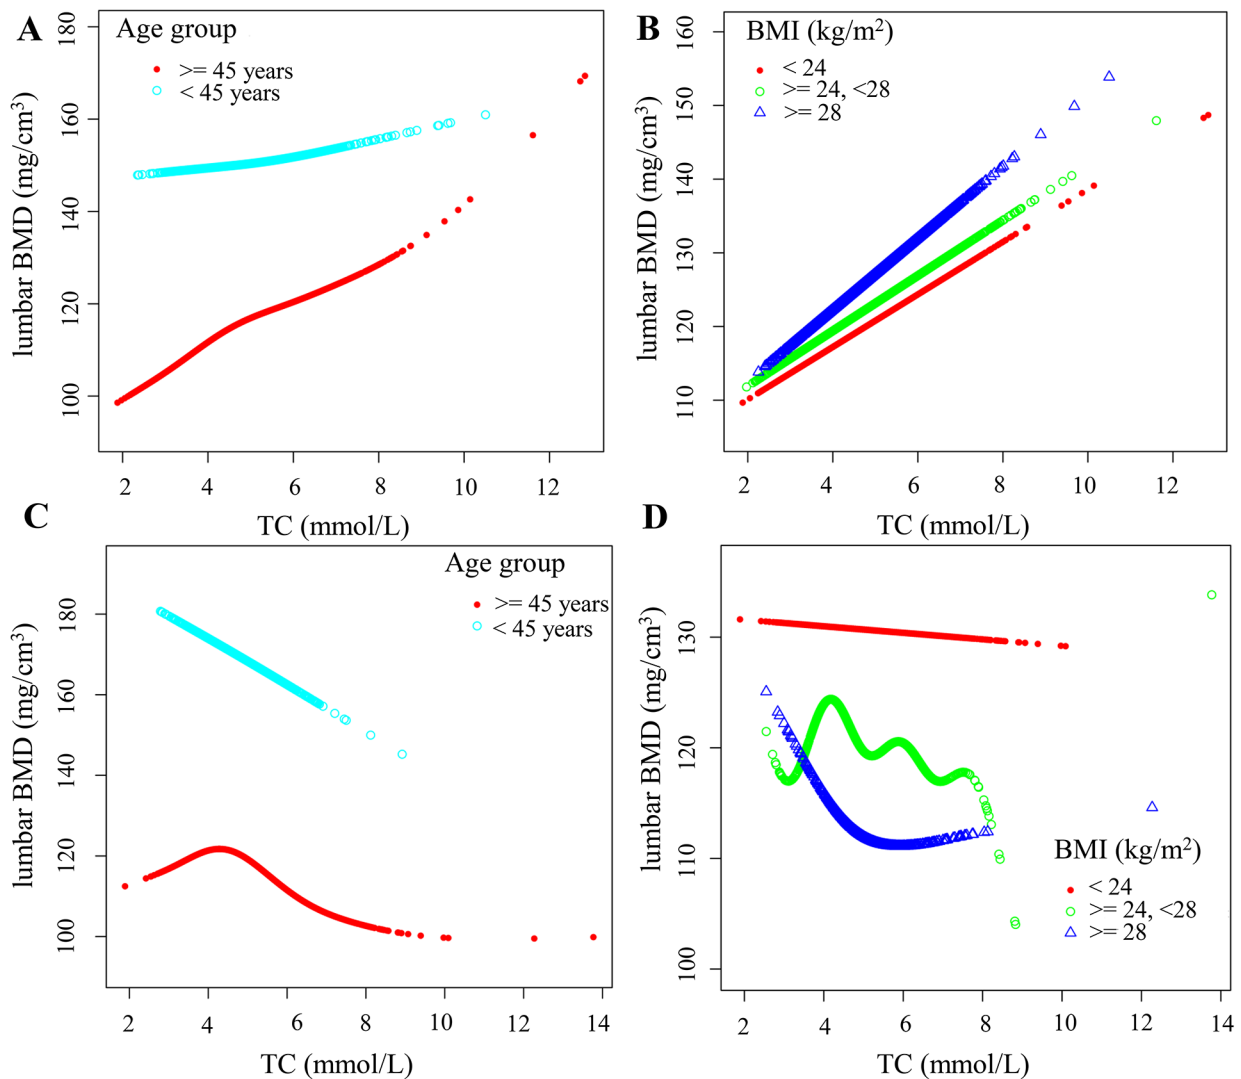 A
Age group
>= 45 years
< 45 years
lumbar BMD (mg/cm³)
180
160
140
120
100
2 4 6 8 10 12
TC (mmol/L)
B
BMI (kg/m²)
< 24
>= 24, <28
>= 28
lumbar BMD (mg/cm³)
160
150
140
130
120
110
2 4 6 8 10 12
TC (mmol/L)
C
Age group
>= 45 years
< 45 years
lumbar BMD (mg/cm³)
180
160
140
120
100
2 4 6 8 10 12 14
TC (mmol/L)
D
lumbar BMD (mg/cm³)
130
120
110
100
BMI (kg/m²)
< 24
>= 24, <28
>= 28
2 4 6 8 10 12 14
TC (mmol/L)